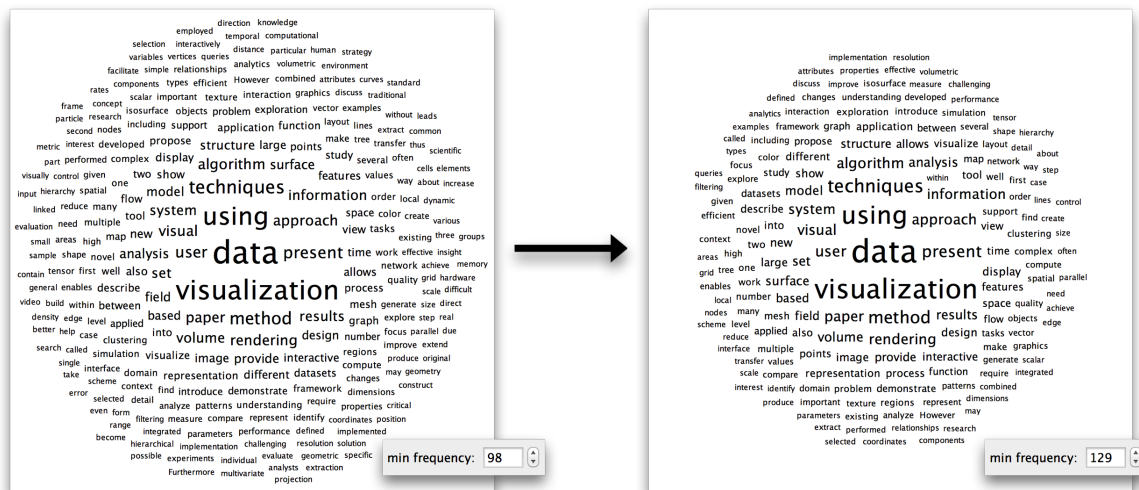 direction knowledge
employed temporal computational
selection interactively distance particular human strategy
variables vertices queries analytics volumetric environment
facilitate simple relationships However combined attributes curves standard
components types efficient interaction graphics discuss traditional
rates scalar important texture
frame concept isosurface objects problem exploration vector examples
particle research including support application function layout lines without leads
second nodes extract common
metric interest developed propose structure large points make tree transfer thus scientific
part performed complex display algorithm surface study several often
visually control given two show features values cells elements
input hierarchy spatial one model techniques information order local way about increase dynamic
linked reduce many flow
evaluation need multiple tool system using approach space color create various
small areas high map new visual view tasks existing three groups
sample shape novel analysis user data present time work effective insight
contain tensor first well also set allows network achieve memory
general enables describe visualization process quality grid hardware
video build within between field mesh generate scale difficult size direct
density edge level applied based paper method results graph explore step real
better help case clustering into volume rendering design number focus parallel due
search called simulation visualize image provide interactive regions improve extend
single interface domain representation different datasets compute produce original
take scheme context find introduce demonstrate framework changes may geometry
error selected detail analyze patterns understanding require dimensions construct
even form filtering measure compare represent identify properties critical
range integrated parameters performance defined coordinates position implemented
become hierarchical implementation challenging resolution solution
possible experiments individual evaluate geometric specific
Furthermore multivariate analysts extraction
projection
min frequency: 98
implementation resolution
attributes properties effective volumetric
discuss improve isosurface measure challenging
defined changes understanding developed performance
analytics interaction exploration introduce simulation tensor
examples framework graph application between several shape hierarchy
called including propose structure allows visualize layout detail about
types focus color different algorithm analysis map network way step
queries explore study show within tool well first case
filtering datasets model techniques information order lines control
given
efficient describe system using approach support find create
novel into visual view clustering size
context two new user data present time complex often
areas high large set compute
grid tree one display spatial parallel
enables work surface visualization features need
local number based space quality achieve
nodes many mesh field paper method results flow objects edge
scheme level applied also volume rendering design tasks vector
reduce make graphics
interface multiple points image provide interactive generate scalar
transfer values
scale compare representation process function require integrated
interest identify domain problem demonstrate patterns combined
produce important texture regions represent dimensions
parameters existing analyze However may
extract performed relationships research
selected coordinates components
min frequency: 129